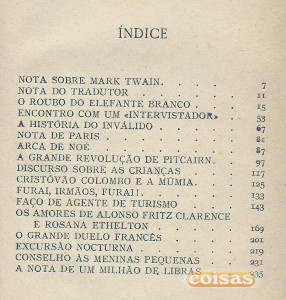 ÍNDICE
NOTA SOBRE MARK TWAIN. . . . . 7
NOTA DO TRADUTOR . . . . . . 11
O ROUBO DO ELEFANTE BRANCO . . . 15
ENCONTRO COM UM «INTERVISTADOR» 53
A HISTÓRIA DO INVÁLIDO . . . . 67
NOTA DE PARIS . . . . . . . 81
ARCA DE NOÉ . . . . . . . 87
A GRANDE REVOLUÇÃO DE PITCAIRN. . 97
DISCURSO SOBRE AS CRIANÇAS . . . 117
CRISTÓVÃO COLOMBO E A MÚMIA. . . 125
FURAI, IRMÃOS, FURAI! . . . . . 133
FAÇO DE AGENTE DE TURISMO . . . 143
OS AMORES DE ALONSO FRITZ CLARENCE
E ROSANA ETHELTON . . . . . 169
O GRANDE DUELO FRANCÊS . . . . 201
EXCURSÃO NOCTURNA . . . . . 219
CONSELHO ÀS MENINAS PEQUENAS . . 231
A NOTA DE UM MILHÃO DE LIBRAS . . 235
coisas